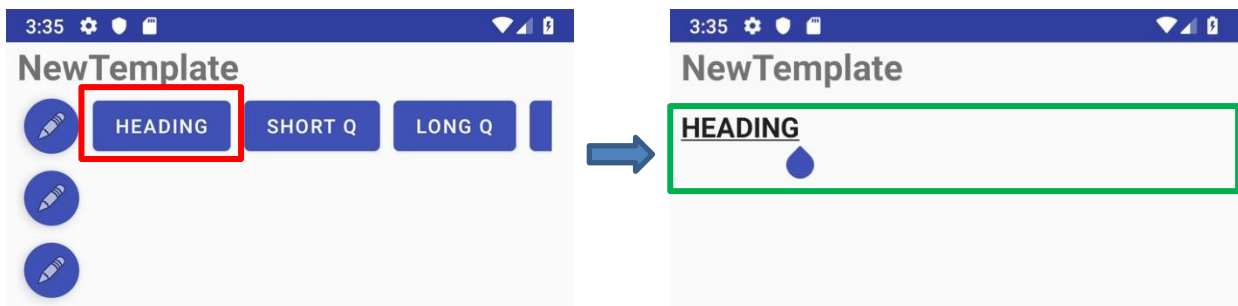 3:35
NewTemplate
HEADING SHORT Q LONG Q
3:35
NewTemplate
HEADING